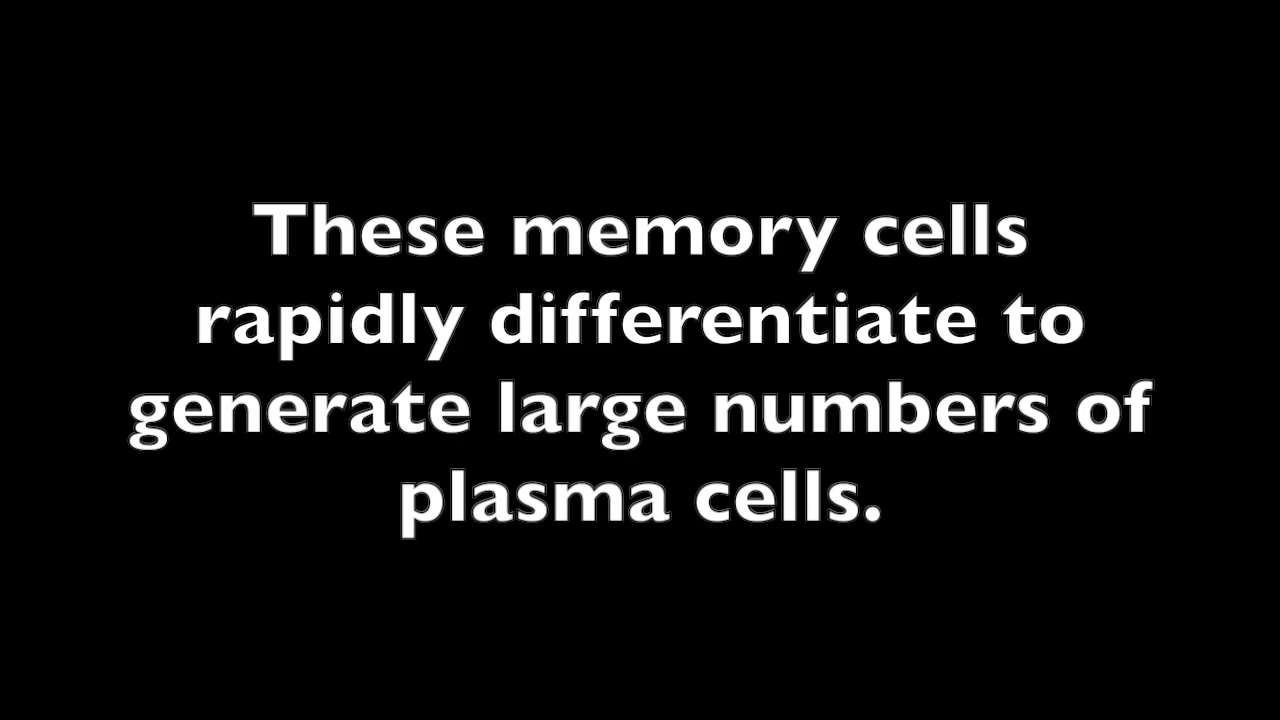 These memory cells
rapidly differentiate to
generate large numbers of
plasma cells.